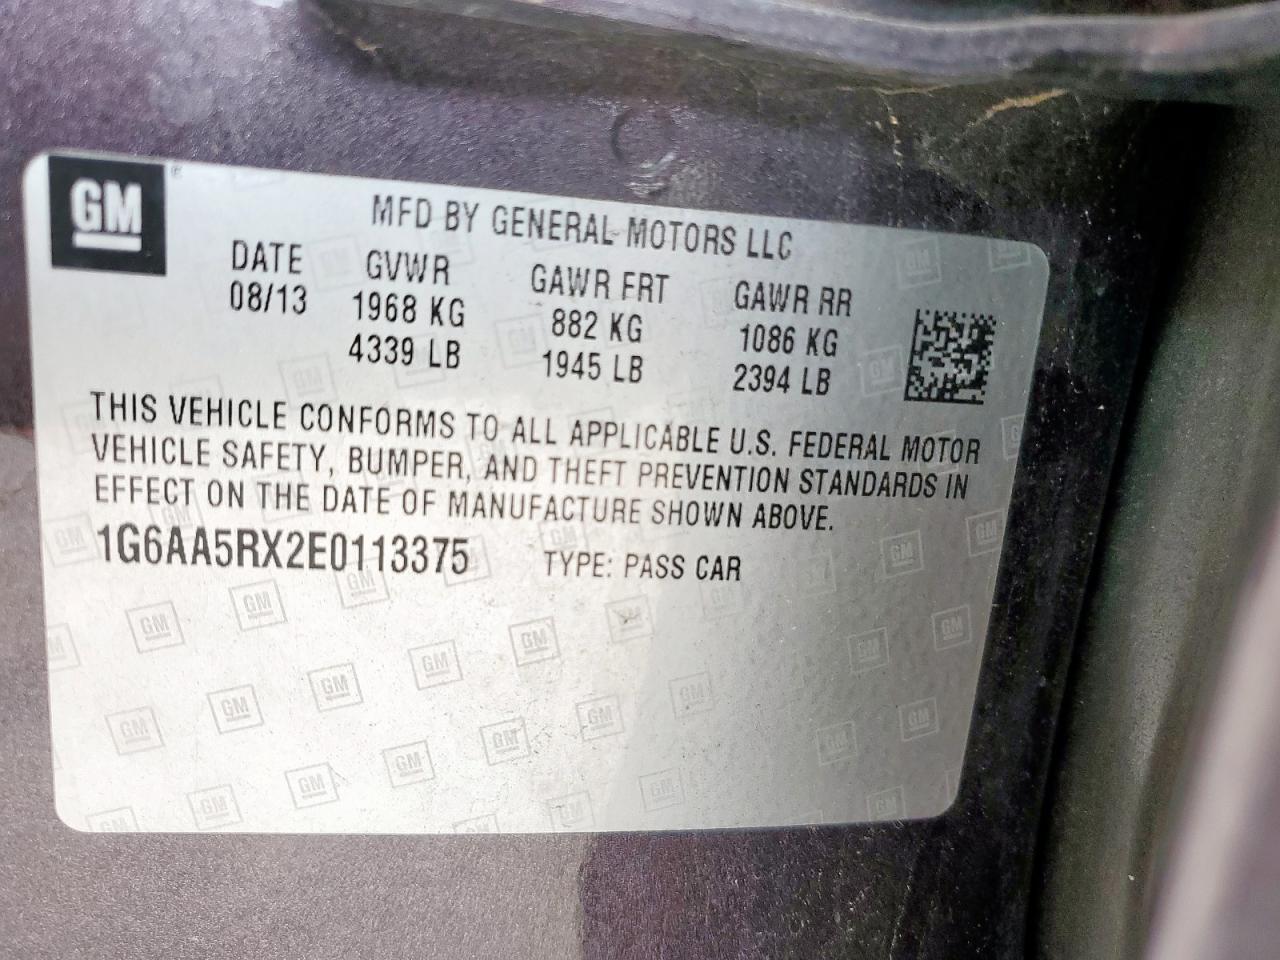 GM
MFD BY GENERAL MOTORS LLC
DATE GVWR GAWR FRT GAWR RR
08/13 1968 KG 882 KG 1086 KG
4339 LB 1945 LB 2394 LB
THIS VEHICLE CONFORMS TO ALL APPLICABLE U.S. FEDERAL MOTOR
VEHICLE SAFETY, BUMPER, AND THEFT PREVENTION STANDARDS IN
EFFECT ON THE DATE OF MANUFACTURE SHOWN ABOVE.
1G6AA5RX2E0113375 TYPE: PASS CAR